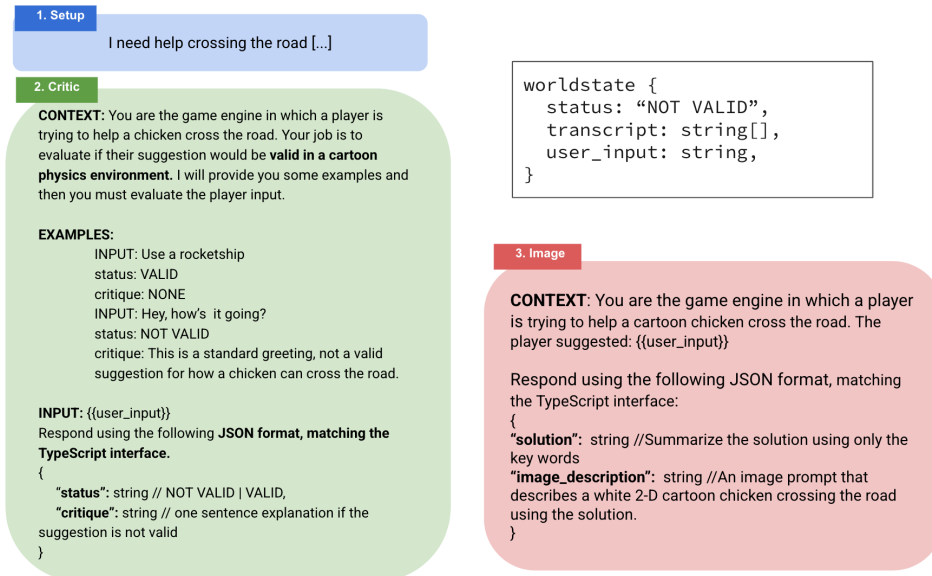 1. Setup
I need help crossing the road [...]
2. Critic
CONTEXT: You are the game engine in which a player is
trying to help a chicken cross the road. Your job is to
evaluate if their suggestion would be valid in a cartoon
physics environment. I will provide you some examples and
then you must evaluate the player input.
EXAMPLES:
INPUT: Use a rocketship
status: VALID
critique: NONE
INPUT: Hey, how's  it going?
status: NOT VALID
critique: This is a standard greeting, not a valid
suggestion for how a chicken can cross the road.
INPUT: {{user_input}}
Respond using the following JSON format, matching the
TypeScript interface.
{
“status”: string // NOT VALID | VALID,
“critique”: string // one sentence explanation if the
suggestion is not valid
}
worldstate {
status: “NOT VALID”,
transcript: string[],
user_input: string,
}
3. Image
CONTEXT: You are the game engine in which a player
is trying to help a cartoon chicken cross the road. The
player suggested: {{user_input}}
Respond using the following JSON format, matching
the TypeScript interface:
{
“solution”:  string //Summarize the solution using only the
key words
“image_description”:  string //An image prompt that
describes a white 2-D cartoon chicken crossing the road
using the solution.
}